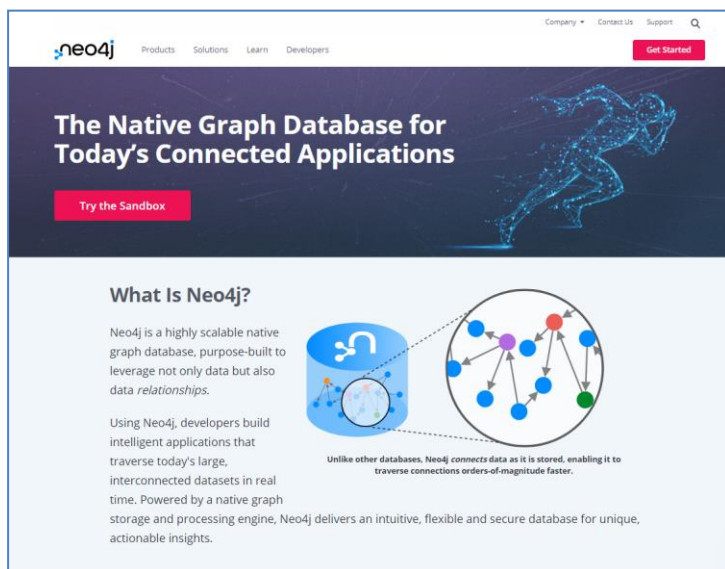 Company Contact Us Support
neo4j Products Solutions Learn Developers Get Started
The Native Graph Database for
Today's Connected Applications
Try the Sandbox
What Is Neo4j?
Neo4j is a highly scalable native
graph database, purpose-built to
leverage not only data but also
data relationships.
Using Neo4j, developers build
intelligent applications that
traverse today's large,
interconnected datasets in real
time. Powered by a native graph
storage and processing engine, Neo4j delivers an intuitive, flexible and secure database for unique,
actionable insights.
Unlike other databases, Neo4j connects data as it is stored, enabling it to
traverse connections orders-of-magnitude faster.